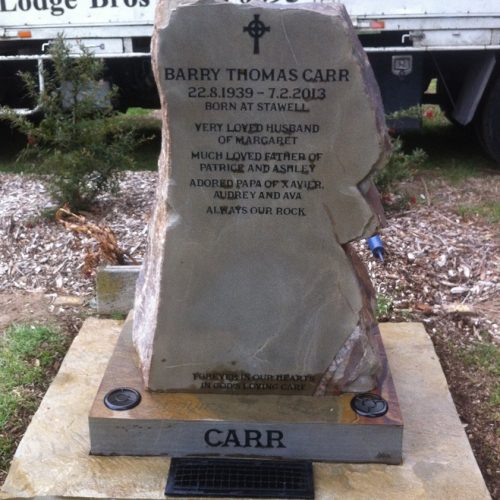 Lodge Bros
BARRY THOMAS CARR
22.8.1939 – 7.2.2013
BORN AT STAWELL
VERY LOVED HUSBAND
OF MARGARET
MUCH LOVED FATHER OF
PATRICE AND ASHLEY
ADORED PAPA OF XAVIER,
AUDREY AND AVA
ALWAYS OUR ROCK
FOREVER IN OUR HEARTS
IN GOD'S LOVING CARE
CARR